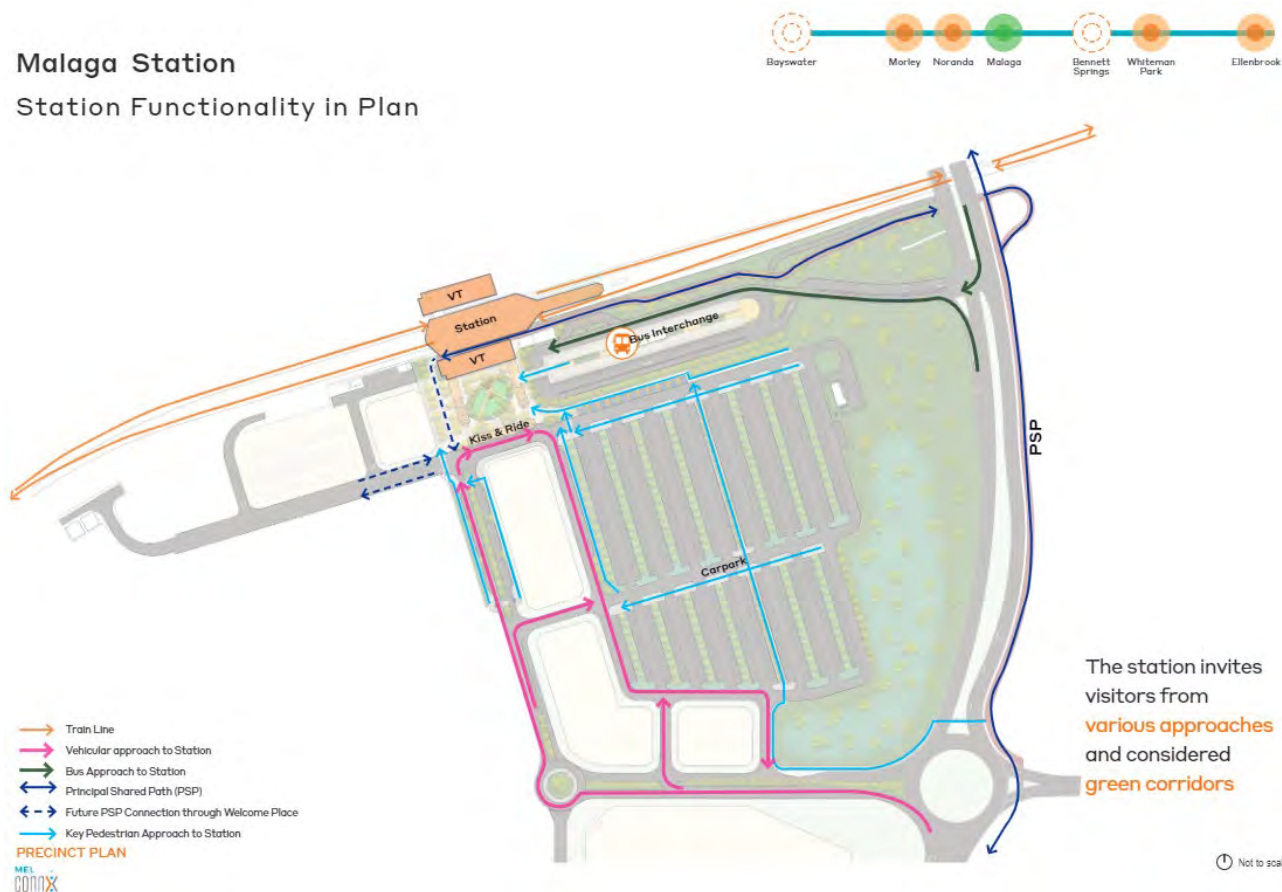 Malaga Station
Station Functionality in Plan
Bayswater
Morley
Noranda
Malaga
Bennett
Springs
Whiteman
Park
Ellenbrook
VT
Station
VT
Bus Interchange
Kiss & Ride
Carpark
PSP
The station invites
visitors from
various approaches
and considered
green corridors
Train Line
Vehicular approach to Station
Bus Approach to Station
Principal Shared Path (PSP)
Future PSP Connection through Welcome Place
Key Pedestrian Approach to Station
PRECINCT PLAN
MEL
CONNX
Not to scal